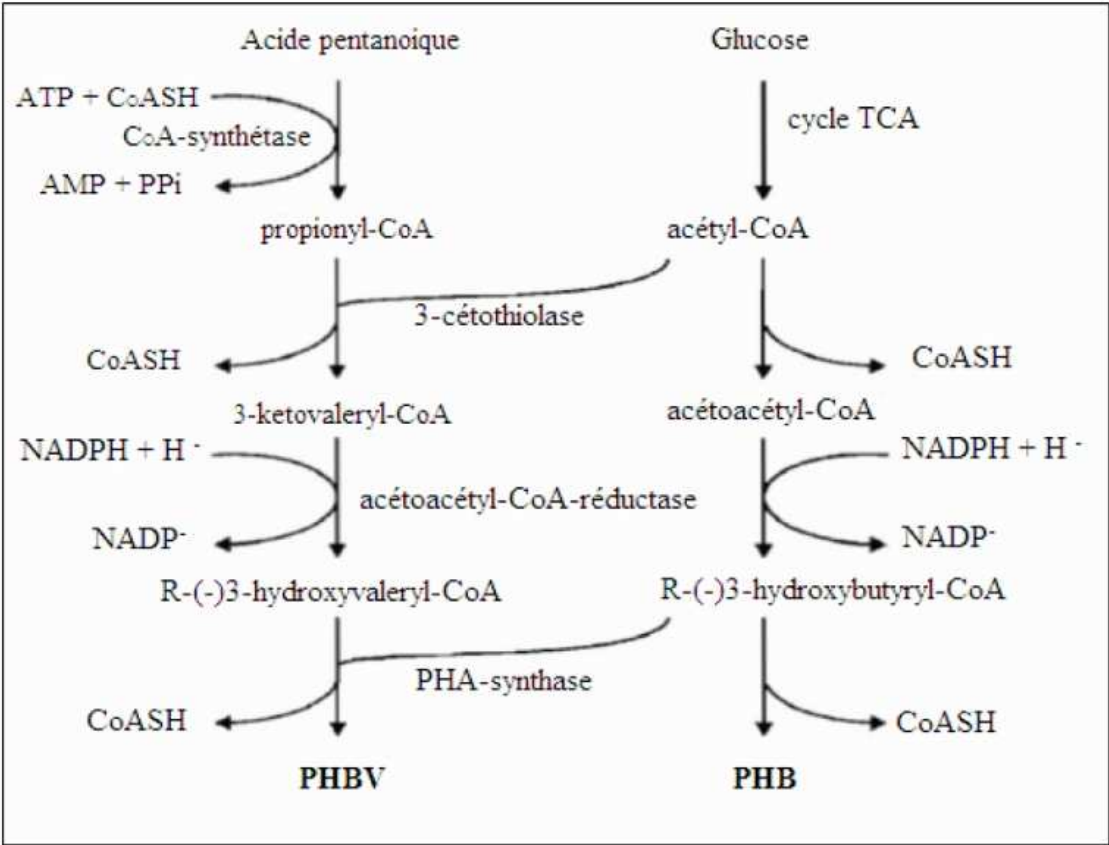 Acide pentanoique
Glucose
ATP + CoASH
CoA-synthétase
AMP + PPi
cycle TCA
propionyl-CoA
acétyl-CoA
3-cétothiolase
CoASH
CoASH
3-ketovaleryl-CoA
acétoacétyl-CoA
NADPH + H -
NADPH + H -
acétoacétyl-CoA-réductase
NADP-
NADP-
R-(-)3-hydroxyvaleryl-CoA
R-(-)3-hydroxybutyryl-CoA
PHA-synthase
CoASH
CoASH
PHBV
PHB